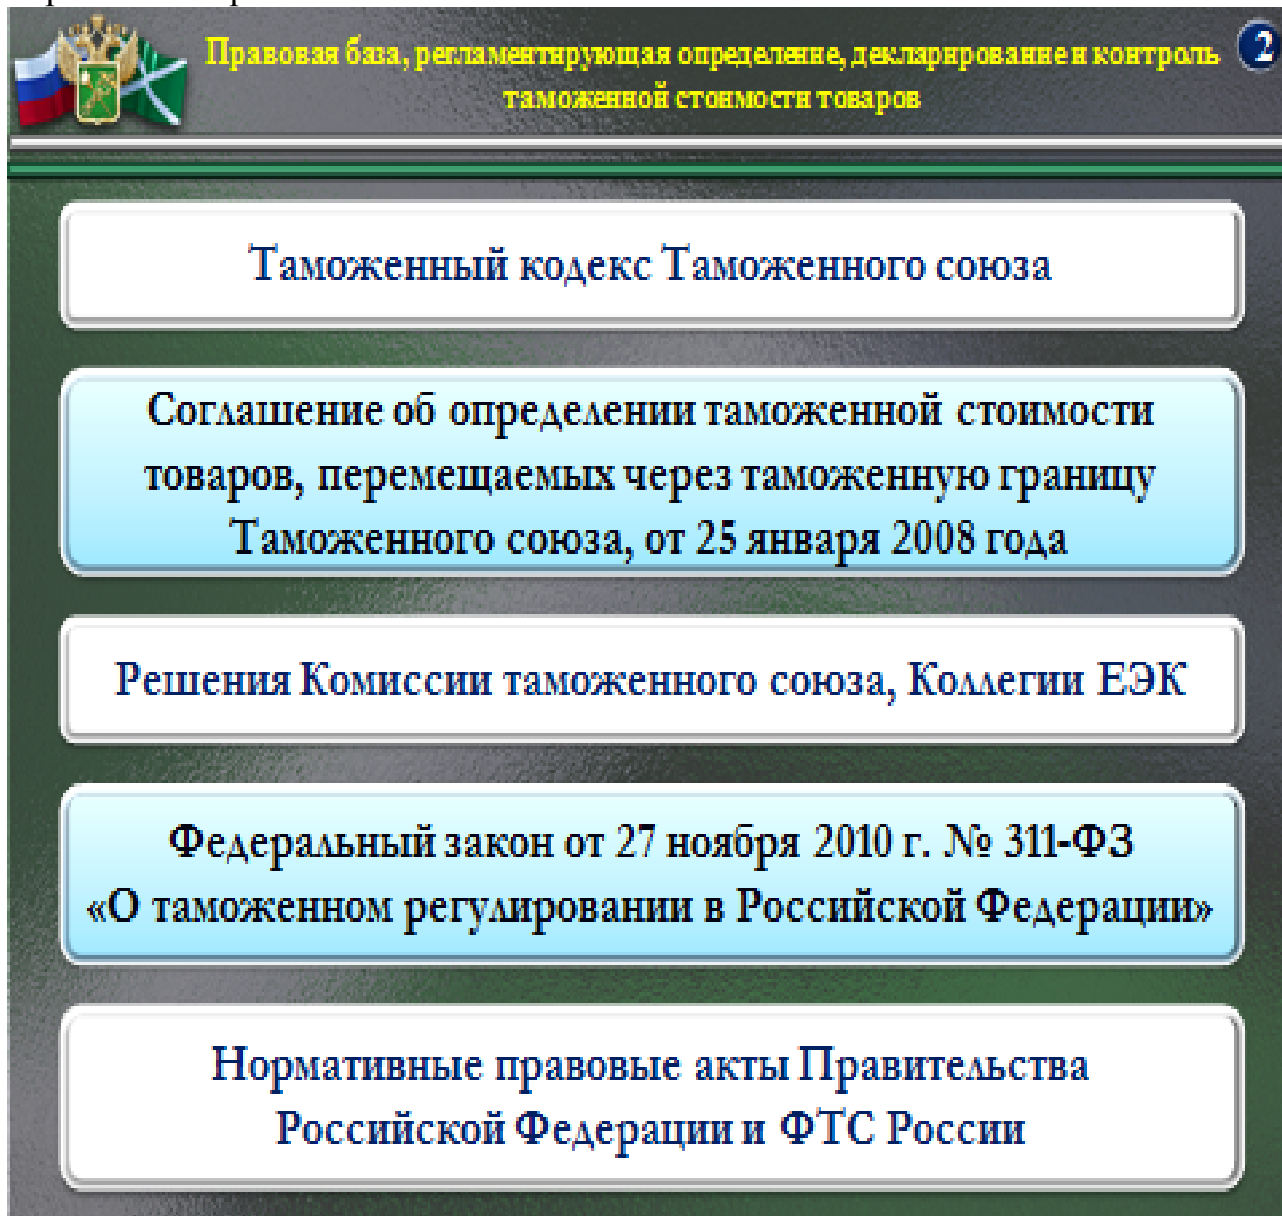 Правовая база, регламентирующая определение, декларирование и контроль
таможенной стоимости товаров
2
Таможенный кодекс Таможенного союза
Соглашение об определении таможенной стоимости
товаров, перемещаемых через таможенную границу
Таможенного союза, от 25 января 2008 года
Решения Комиссии таможенного союза, Коллегии ЕЭК
Федеральный закон от 27 ноября 2010 г. № 311-ФЗ
«О таможенном регулировании в Российской Федерации»
Нормативные правовые акты Правительства
Российской Федерации и ФТС России